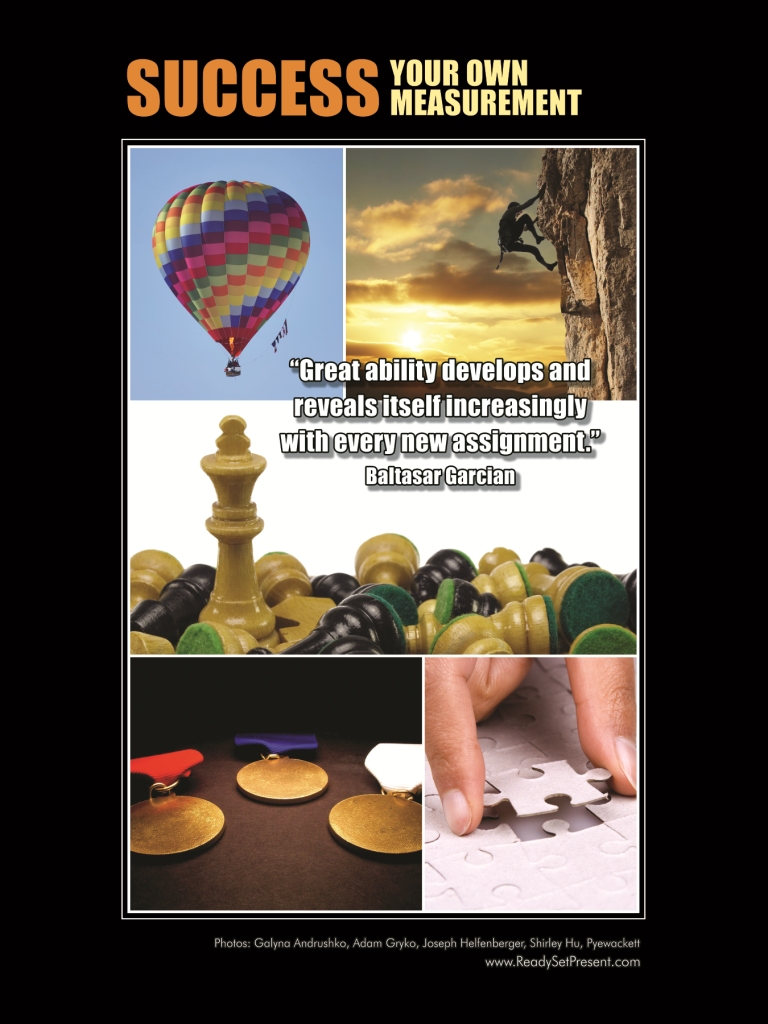 SUCCESS YOUR OWN
MEASUREMENT
“Great ability develops and
reveals itself increasingly
with every new assignment.”
Baltasar Garcian
Photos: Galyna Andrushko, Adam Gryko, Joseph Helfenberger, Shirley Hu, Pyewackett
www.ReadySetPresent.com